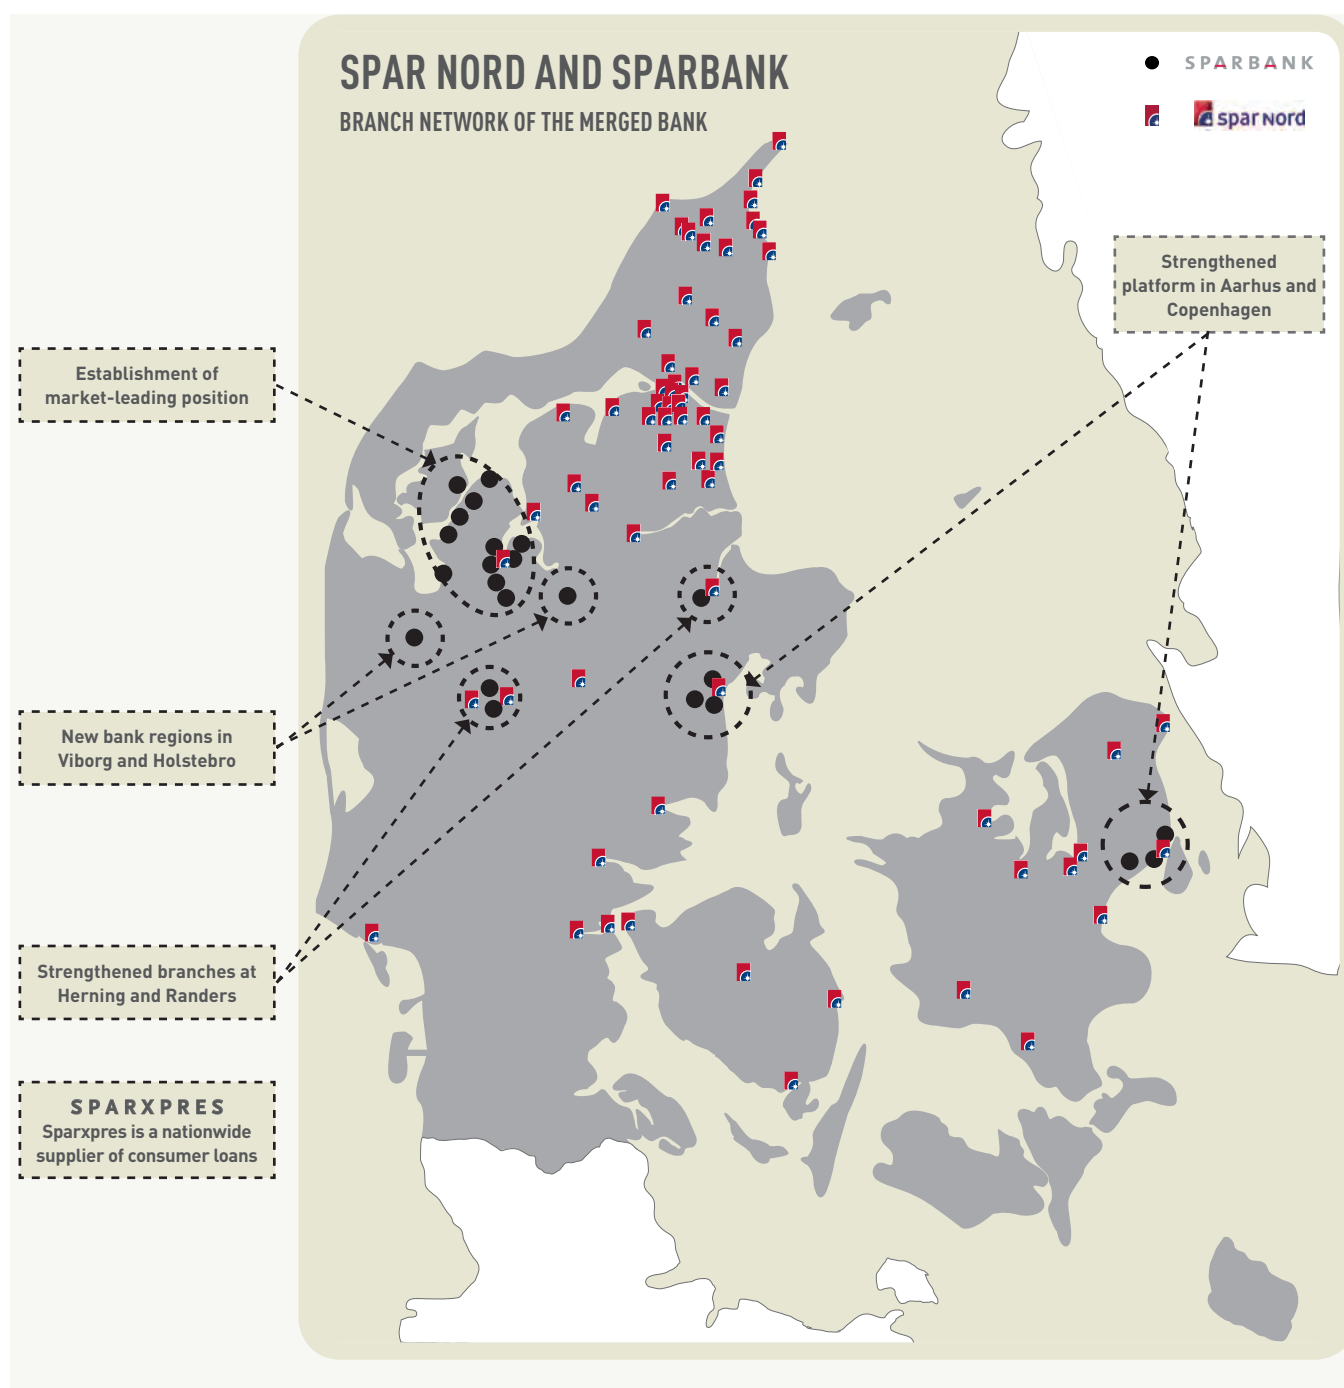 SPAR NORD AND SPARBANK
BRANCH NETWORK OF THE MERGED BANK
SPARBANK
spar nord
Strengthened
platform in Aarhus and
Copenhagen
Establishment of
market-leading position
New bank regions in
Viborg and Holstebro
Strengthened branches at
Herning and Randers
SPARXPRES
Sparxpres is a nationwide
supplier of consumer loans